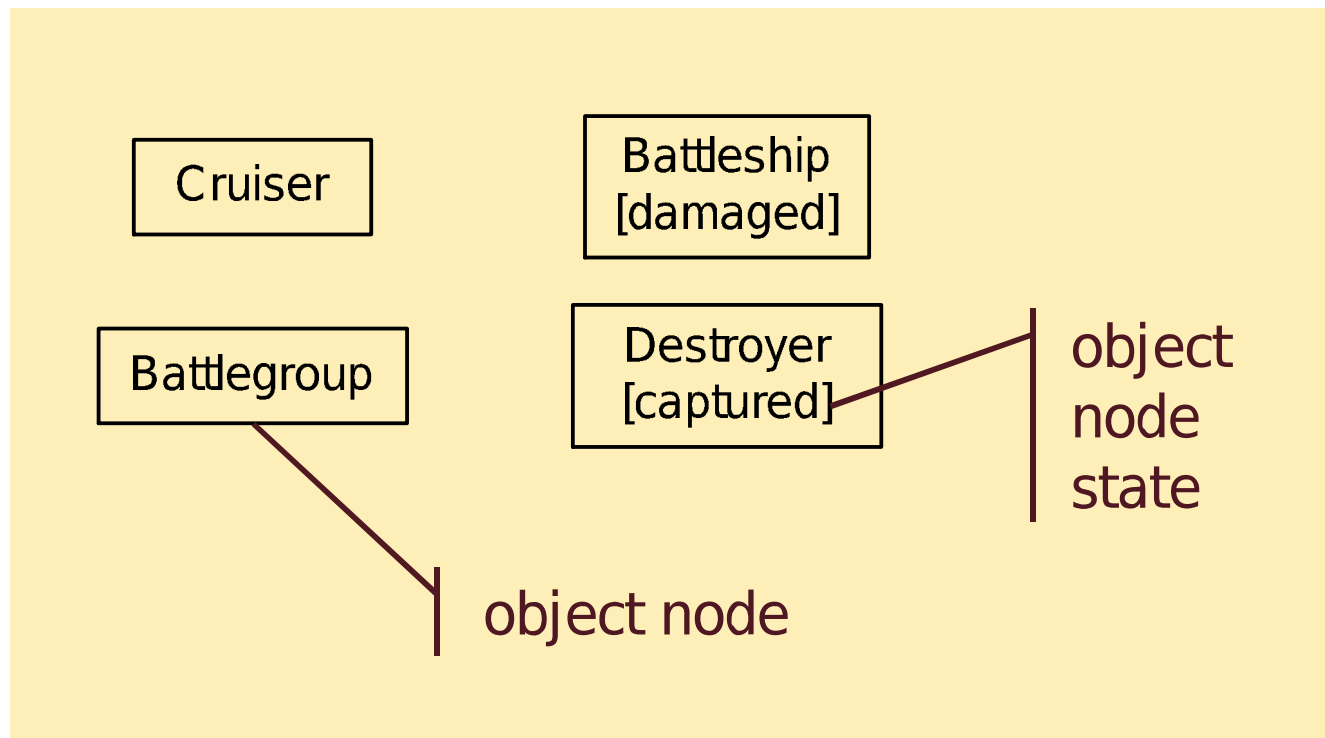 Cruiser
Battleship
[damaged]
Battlegroup
Destroyer
[captured]
object
node
state
object node